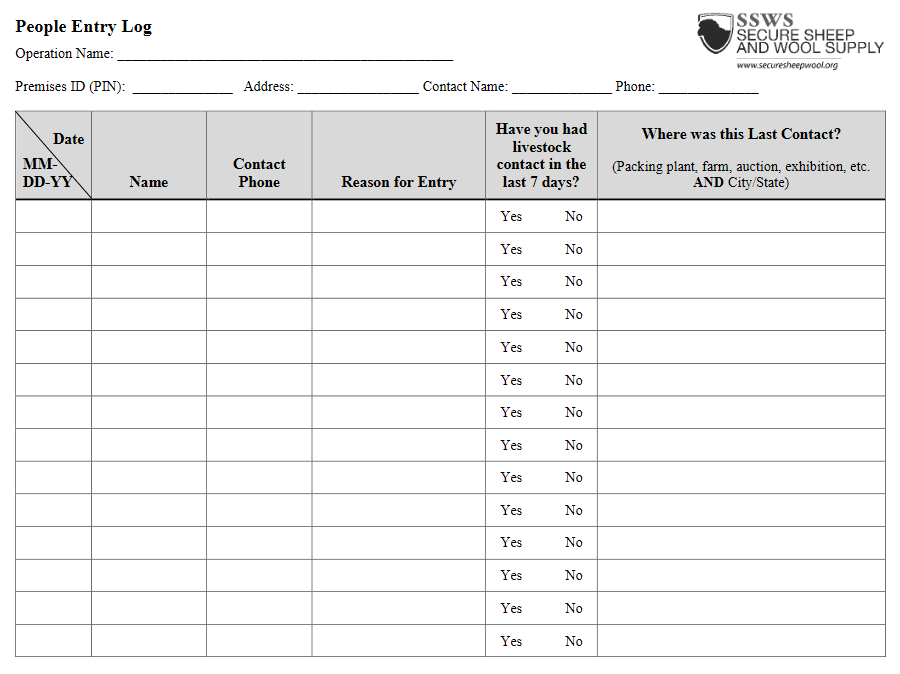 People Entry Log
SSWS
SECURE SHEEP
AND WOOL SUPPLY
www.securesheepwool.org
Operation Name: ________________________________________________
Premises ID (PIN): ______________ Address: _________________ Contact Name: ______________ Phone: ______________
Date
MM-
DD-YY
Name
Contact
Phone
Reason for Entry
Have you had
livestock
contact in the
last 7 days?
Where was this Last Contact?
(Packing plant, farm, auction, exhibition, etc.
AND City/State)
Yes No
Yes No
Yes No
Yes No
Yes No
Yes No
Yes No
Yes No
Yes No
Yes No
Yes No
Yes No
Yes No
Yes No